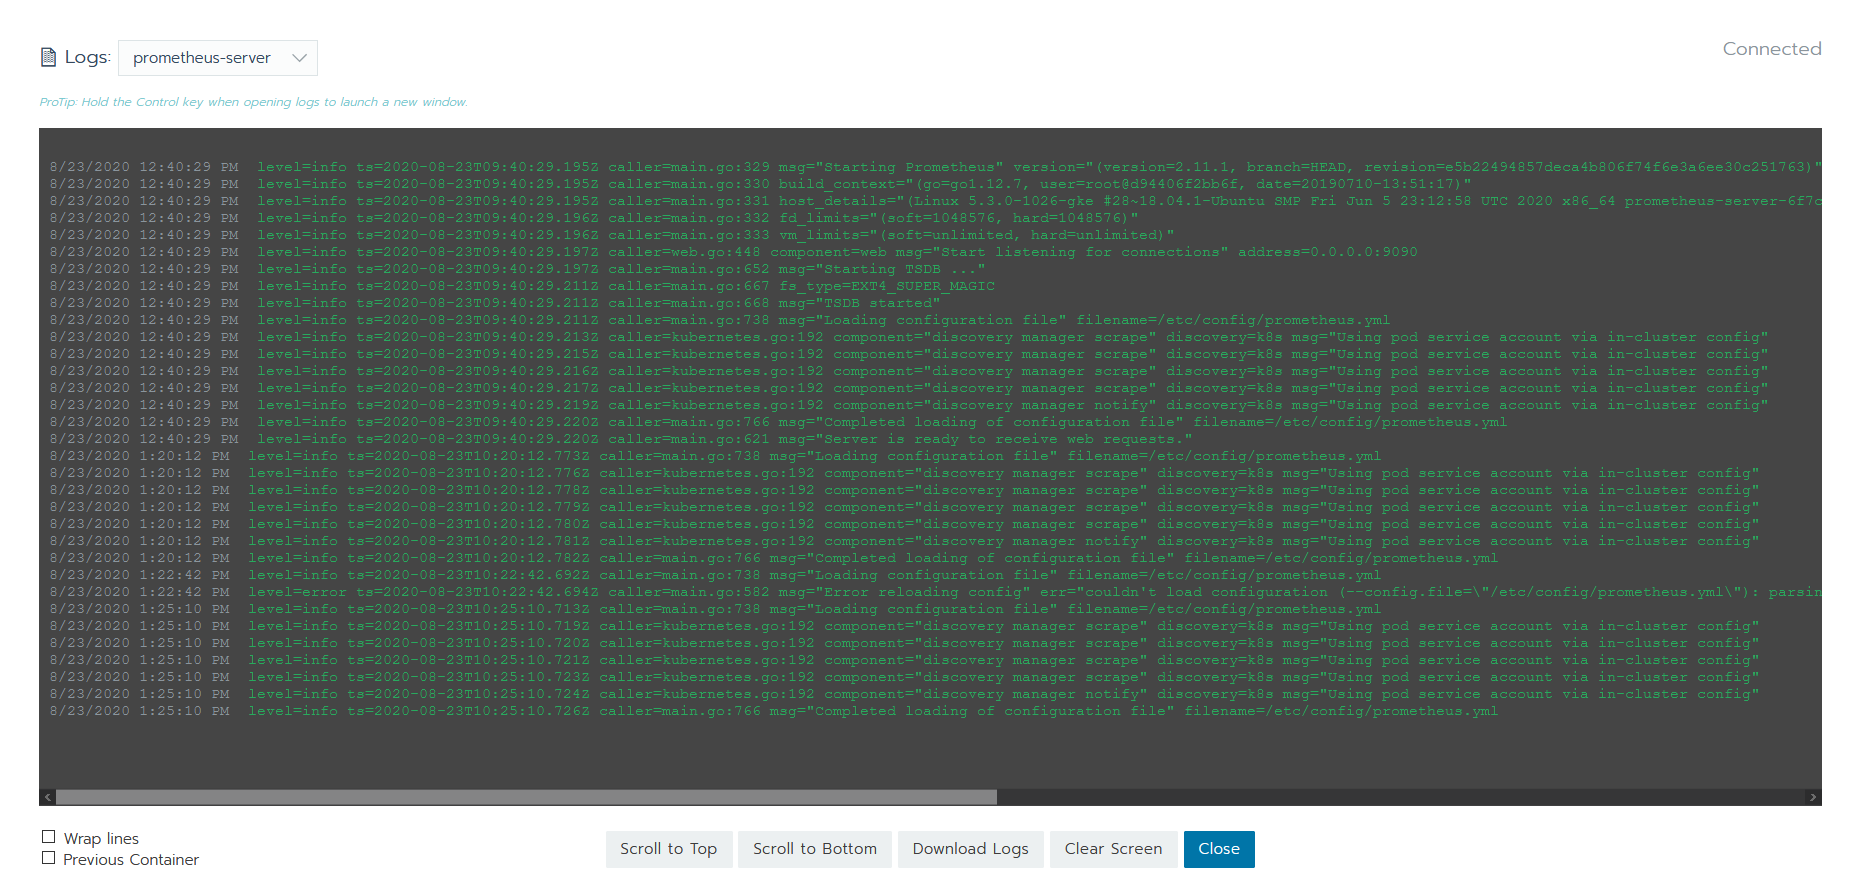 Logs: prometheus-server
Connected
ProTip: Hold the Control key when opening logs to launch a new window.
8/23/2020 12:40:29 PM level=info ts=2020-08-23T09:40:29.195Z caller=main.go:329 msg="Starting Prometheus" version="(version=2.11.1, branch=HEAD, revision=e5b22494857deca4b806f74f6e3a6ee30c251763)"
8/23/2020 12:40:29 PM level=info ts=2020-08-23T09:40:29.195Z caller=main.go:330 build_context="(go=go1.12.7, user=root@d94406f2bb6f, date=20190710-13:51:17)"
8/23/2020 12:40:29 PM level=info ts=2020-08-23T09:40:29.195Z caller=main.go:331 host_details="(Linux 5.3.0-1026-gke #28~18.04.1-Ubuntu SMP Fri Jun 5 23:12:58 UTC 2020 x86_64 prometheus-server-6f7c
8/23/2020 12:40:29 PM level=info ts=2020-08-23T09:40:29.196Z caller=main.go:332 fd_limits="(soft=1048576, hard=1048576)"
8/23/2020 12:40:29 PM level=info ts=2020-08-23T09:40:29.196Z caller=main.go:333 vm_limits="(soft=unlimited, hard=unlimited)"
8/23/2020 12:40:29 PM level=info ts=2020-08-23T09:40:29.197Z caller=web.go:448 component=web msg="Start listening for connections" address=0.0.0.0:9090
8/23/2020 12:40:29 PM level=info ts=2020-08-23T09:40:29.197Z caller=main.go:652 msg="Starting TSDB ..."
8/23/2020 12:40:29 PM level=info ts=2020-08-23T09:40:29.211Z caller=main.go:667 fs_type=EXT4_SUPER_MAGIC
8/23/2020 12:40:29 PM level=info ts=2020-08-23T09:40:29.211Z caller=main.go:668 msg="TSDB started"
8/23/2020 12:40:29 PM level=info ts=2020-08-23T09:40:29.211Z caller=main.go:738 msg="Loading configuration file" filename=/etc/config/prometheus.yml
8/23/2020 12:40:29 PM level=info ts=2020-08-23T09:40:29.213Z caller=kubernetes.go:192 component="discovery manager scrape" discovery=k8s msg="Using pod service account via in-cluster config"
8/23/2020 12:40:29 PM level=info ts=2020-08-23T09:40:29.215Z caller=kubernetes.go:192 component="discovery manager scrape" discovery=k8s msg="Using pod service account via in-cluster config"
8/23/2020 12:40:29 PM level=info ts=2020-08-23T09:40:29.216Z caller=kubernetes.go:192 component="discovery manager scrape" discovery=k8s msg="Using pod service account via in-cluster config"
8/23/2020 12:40:29 PM level=info ts=2020-08-23T09:40:29.217Z caller=kubernetes.go:192 component="discovery manager scrape" discovery=k8s msg="Using pod service account via in-cluster config"
8/23/2020 12:40:29 PM level=info ts=2020-08-23T09:40:29.219Z caller=kubernetes.go:192 component="discovery manager notify" discovery=k8s msg="Using pod service account via in-cluster config"
8/23/2020 12:40:29 PM level=info ts=2020-08-23T09:40:29.220Z caller=main.go:766 msg="Completed loading of configuration file" filename=/etc/config/prometheus.yml
8/23/2020 12:40:29 PM level=info ts=2020-08-23T09:40:29.220Z caller=main.go:621 msg="Server is ready to receive web requests."
8/23/2020 1:20:12 PM level=info ts=2020-08-23T10:20:12.773Z caller=main.go:738 msg="Loading configuration file" filename=/etc/config/prometheus.yml
8/23/2020 1:20:12 PM level=info ts=2020-08-23T10:20:12.776Z caller=kubernetes.go:192 component="discovery manager scrape" discovery=k8s msg="Using pod service account via in-cluster config"
8/23/2020 1:20:12 PM level=info ts=2020-08-23T10:20:12.778Z caller=kubernetes.go:192 component="discovery manager scrape" discovery=k8s msg="Using pod service account via in-cluster config"
8/23/2020 1:20:12 PM level=info ts=2020-08-23T10:20:12.779Z caller=kubernetes.go:192 component="discovery manager scrape" discovery=k8s msg="Using pod service account via in-cluster config"
8/23/2020 1:20:12 PM level=info ts=2020-08-23T10:20:12.780Z caller=kubernetes.go:192 component="discovery manager scrape" discovery=k8s msg="Using pod service account via in-cluster config"
8/23/2020 1:20:12 PM level=info ts=2020-08-23T10:20:12.781Z caller=kubernetes.go:192 component="discovery manager notify" discovery=k8s msg="Using pod service account via in-cluster config"
8/23/2020 1:20:12 PM level=info ts=2020-08-23T10:20:12.782Z caller=main.go:766 msg="Completed loading of configuration file" filename=/etc/config/prometheus.yml
8/23/2020 1:22:42 PM level=info ts=2020-08-23T10:22:42.692Z caller=main.go:738 msg="Loading configuration file" filename=/etc/config/prometheus.yml
8/23/2020 1:22:42 PM level=error ts=2020-08-23T10:22:42.694Z caller=main.go:582 msg="Error reloading config" err="couldn't load configuration (--config.file=\"/etc/config/prometheus.yml\"): parsin
8/23/2020 1:25:10 PM level=info ts=2020-08-23T10:25:10.713Z caller=main.go:738 msg="Loading configuration file" filename=/etc/config/prometheus.yml
8/23/2020 1:25:10 PM level=info ts=2020-08-23T10:25:10.719Z caller=kubernetes.go:192 component="discovery manager scrape" discovery=k8s msg="Using pod service account via in-cluster config"
8/23/2020 1:25:10 PM level=info ts=2020-08-23T10:25:10.720Z caller=kubernetes.go:192 component="discovery manager scrape" discovery=k8s msg="Using pod service account via in-cluster config"
8/23/2020 1:25:10 PM level=info ts=2020-08-23T10:25:10.721Z caller=kubernetes.go:192 component="discovery manager scrape" discovery=k8s msg="Using pod service account via in-cluster config"
8/23/2020 1:25:10 PM level=info ts=2020-08-23T10:25:10.723Z caller=kubernetes.go:192 component="discovery manager scrape" discovery=k8s msg="Using pod service account via in-cluster config"
8/23/2020 1:25:10 PM level=info ts=2020-08-23T10:25:10.724Z caller=kubernetes.go:192 component="discovery manager notify" discovery=k8s msg="Using pod service account via in-cluster config"
8/23/2020 1:25:10 PM level=info ts=2020-08-23T10:25:10.726Z caller=main.go:766 msg="Completed loading of configuration file" filename=/etc/config/prometheus.yml
Wrap lines
Previous Container
Scroll to Top Scroll to Bottom Download Logs Clear Screen Close